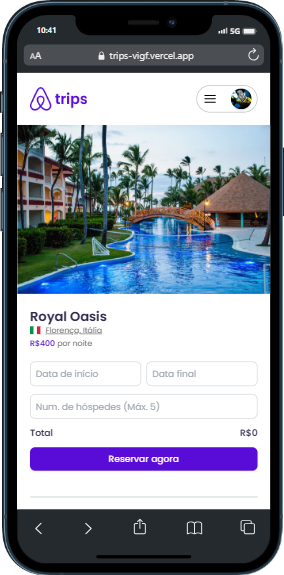 10:41
5G
AA trips-vigf.vercel.app
trips
Royal Oasis
Florença, Itália
R$400 por noite
Data de início Data final
Num. de hóspedes (Máx. 5)
Total R$0
Reservar agora